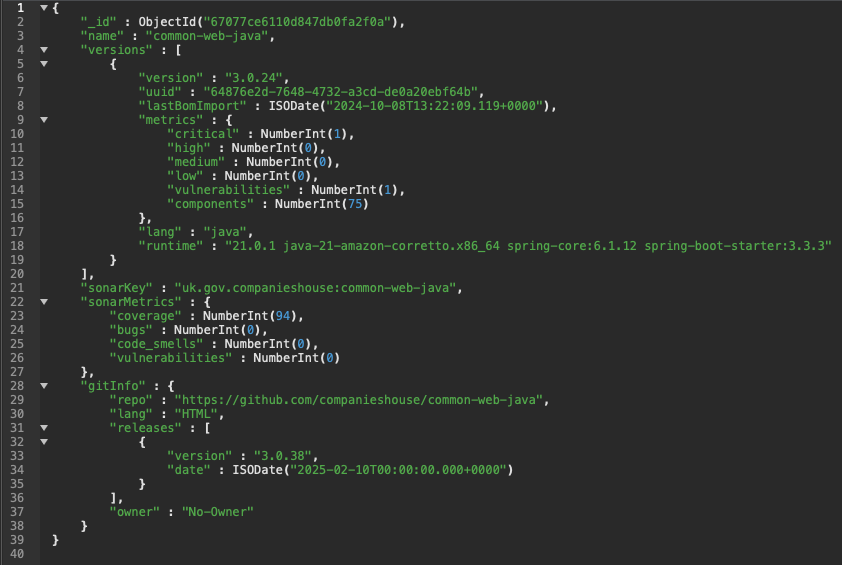 1 {
2 "_id" : ObjectId("67077ce6110d847db0fa2f0a"),
3 "name" : "common-web-java",
4 "versions" : [
5 {
6 "version" : "3.0.24",
7 "uuid" : "64876e2d-7648-4732-a3cd-de0a20ebf64b",
8 "lastBomImport" : ISODate("2024-10-08T13:22:09.119+0000"),
9 "metrics" : {
10 "critical" : NumberInt(1),
11 "high" : NumberInt(0),
12 "medium" : NumberInt(0),
13 "low" : NumberInt(0),
14 "vulnerabilities" : NumberInt(1),
15 "components" : NumberInt(75)
16 },
17 "lang" : "java",
18 "runtime" : "21.0.1 java-21-amazon-corretto.x86_64 spring-core:6.1.12 spring-boot-starter:3.3.3"
19 }
20 ],
21 "sonarKey" : "uk.gov.companieshouse:common-web-java",
22 "sonarMetrics" : {
23 "coverage" : NumberInt(94),
24 "bugs" : NumberInt(0),
25 "code_smells" : NumberInt(0),
26 "vulnerabilities" : NumberInt(0)
27 },
28 "gitInfo" : {
29 "repo" : "https://github.com/companieshouse/common-web-java",
30 "lang" : "HTML",
31 "releases" : [
32 {
33 "version" : "3.0.38",
34 "date" : ISODate("2025-02-10T00:00:00.000+0000")
35 }
36 ],
37 "owner" : "No-Owner"
38 }
39 }
40